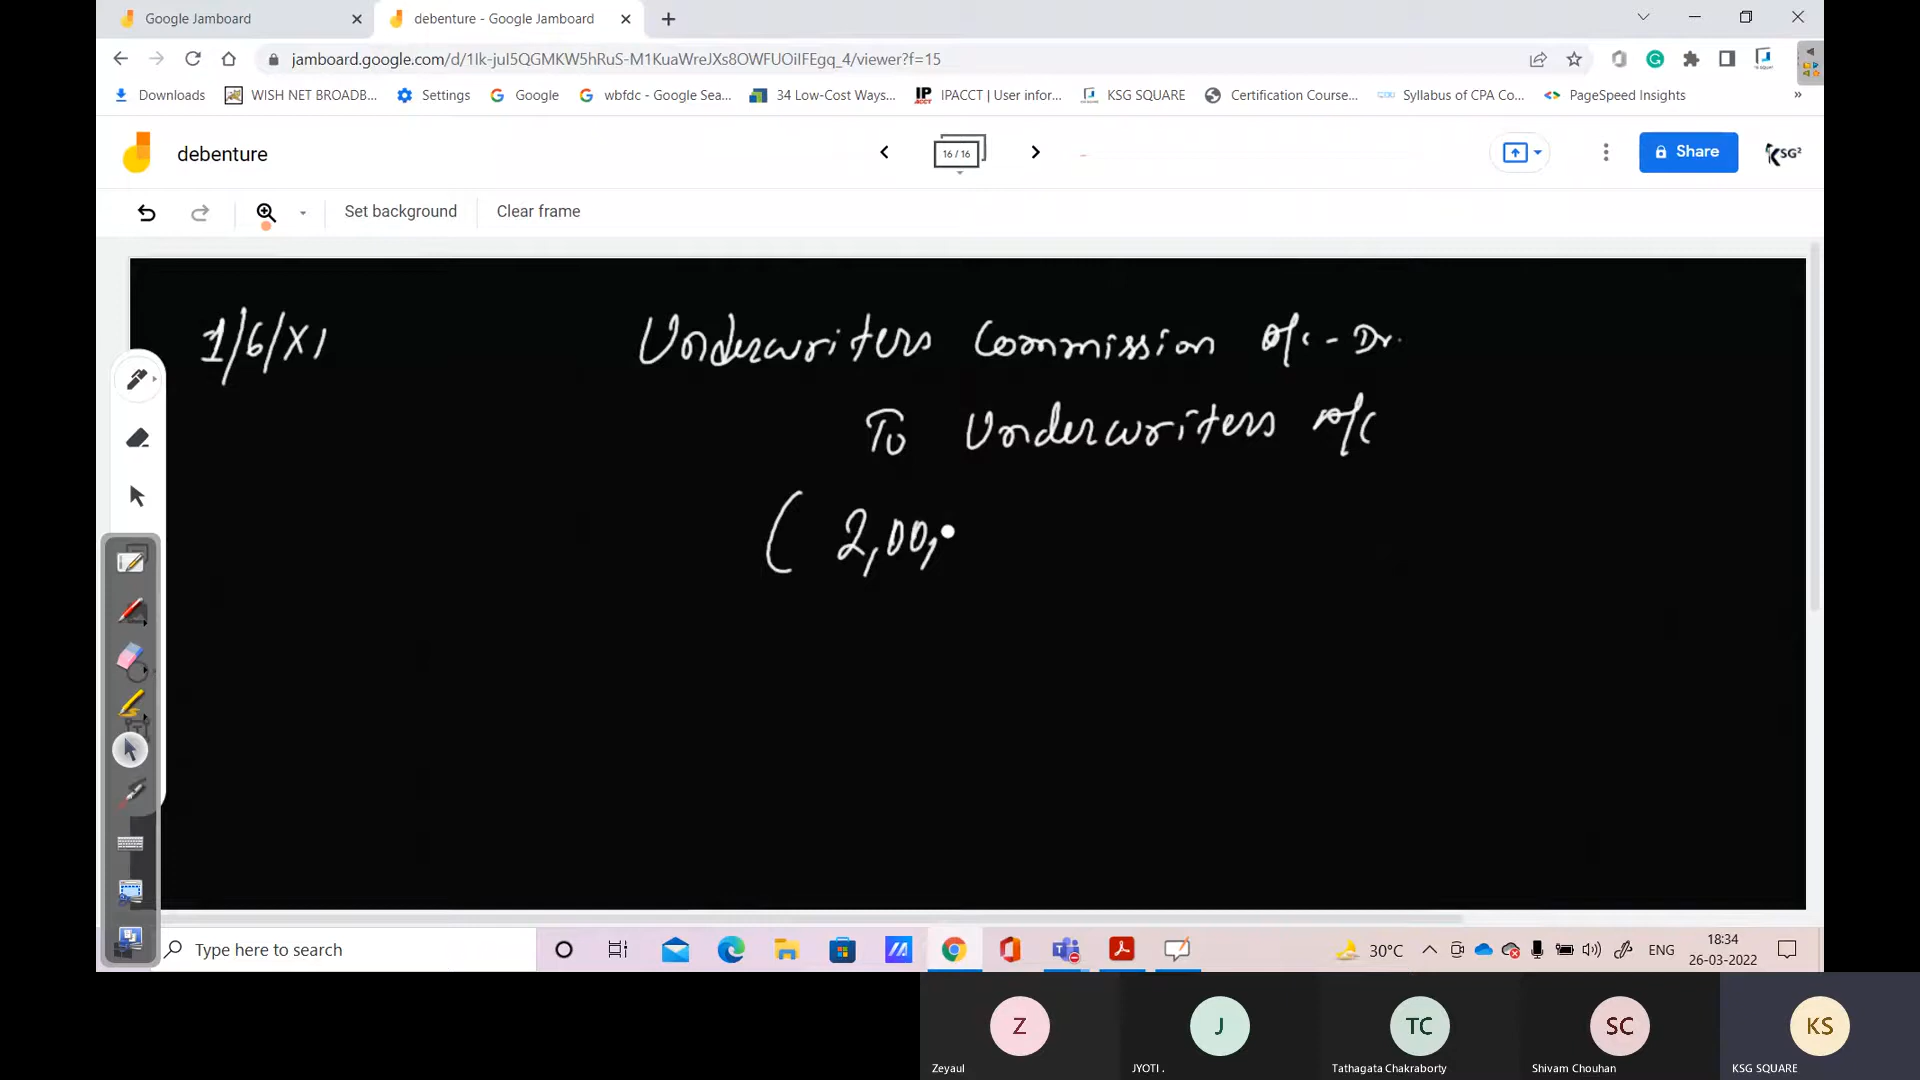 Google Jamboard
debenture - Google Jamboard
jamboard.google.com/d/1Ik-juI5QGMKW5hRuS-M1KuaWreJXs8OWFUOiIFEgq_4/viewer?f=15
Downloads WISH NET BROADB... Settings Google wbfdc - Google Sea... 34 Low-Cost Ways... IPACCT | User infor... KSG SQUARE Certification Course... Syllabus of CPA Co... PageSpeed Insights »
debenture
16 / 16
Share
KSG²
Set background Clear frame
1/6/X1 Underwriters Commission A/c - Dr.
To Underwriters A/c
( 2,00,
Type here to search
30°C ENG
18:34
26-03-2022
Z J TC SC KS
Zeyaul JYOTI . Tathagata Chakraborty Shivam Chouhan KSG SQUARE